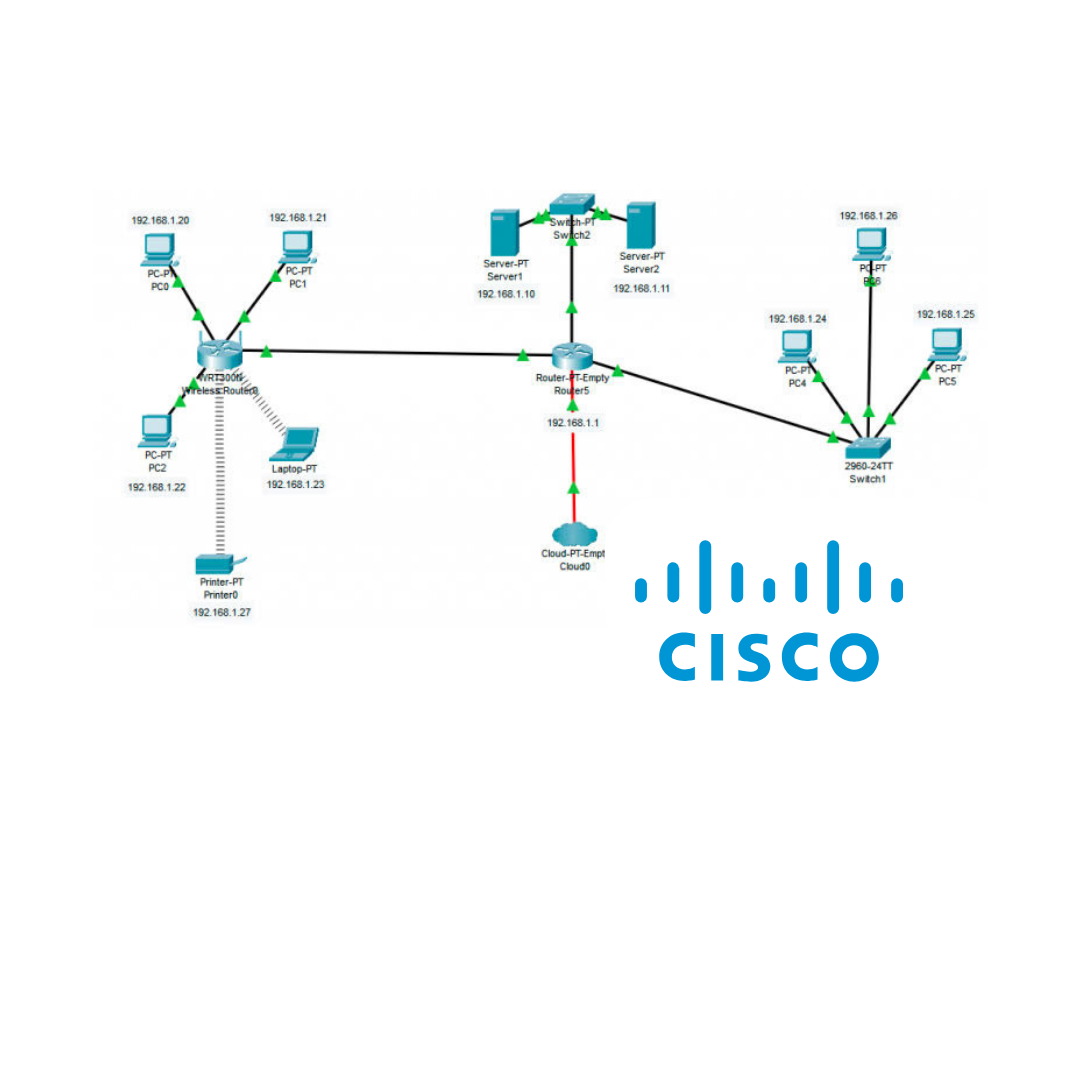 192.168.1.20
PC-PT
PC0
192.168.1.21
PC-PT
PC1
WRT300N
Wireless Router0
PC-PT
PC2
192.168.1.22
Laptop-PT
192.168.1.23
Printer-PT
Printer0
192.168.1.27
Switch-PT
Switch2
Server-PT
Server1
192.168.1.10
Server-PT
Server2
192.168.1.11
Router-PT-Empty
Router5
192.168.1.1
Cloud-PT-Empt
Cloud0
192.168.1.26
PC-PT
PC6
192.168.1.24
PC-PT
PC4
192.168.1.25
PC-PT
PC5
2960-24TT
Switch1
CISCO